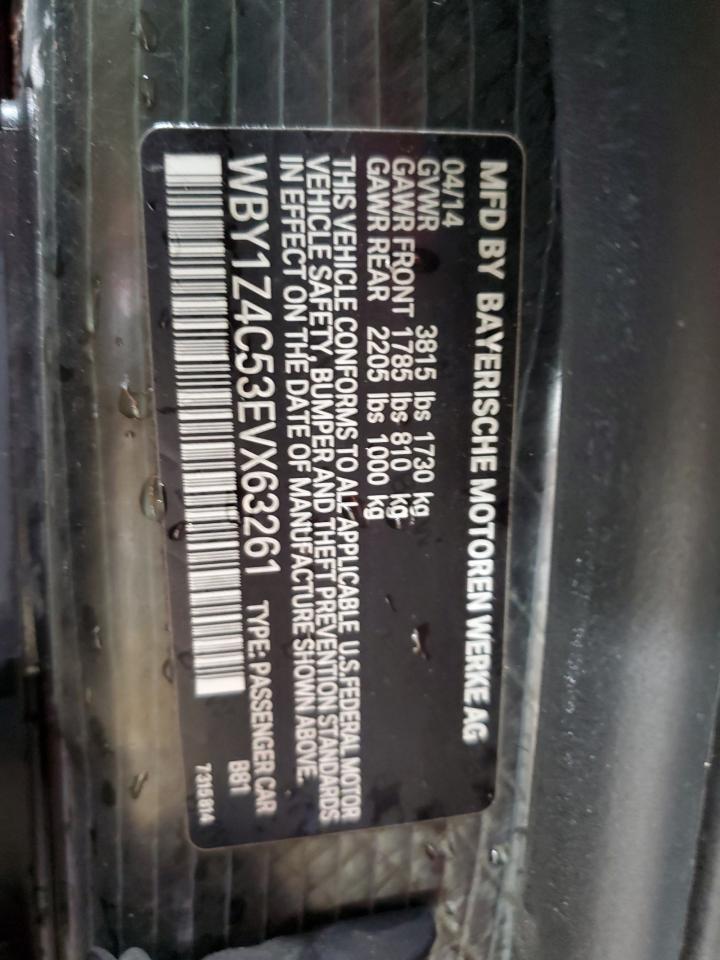 MFD BY BAYERISCHE MOTOREN WERKE AG
04/14
GVWR 3815 lbs 1730 kg
GAWR FRONT 1785 lbs 810 kg
GAWR REAR 2205 lbs 1000 kg
THIS VEHICLE CONFORMS TO ALL APPLICABLE U.S. FEDERAL MOTOR
VEHICLE SAFETY, BUMPER AND THEFT PREVENTION STANDARDS
IN EFFECT ON THE DATE OF MANUFACTURE SHOWN ABOVE.
WBY1Z4C53EVX63261 TYPE: PASSENGER CAR
B81
7315814